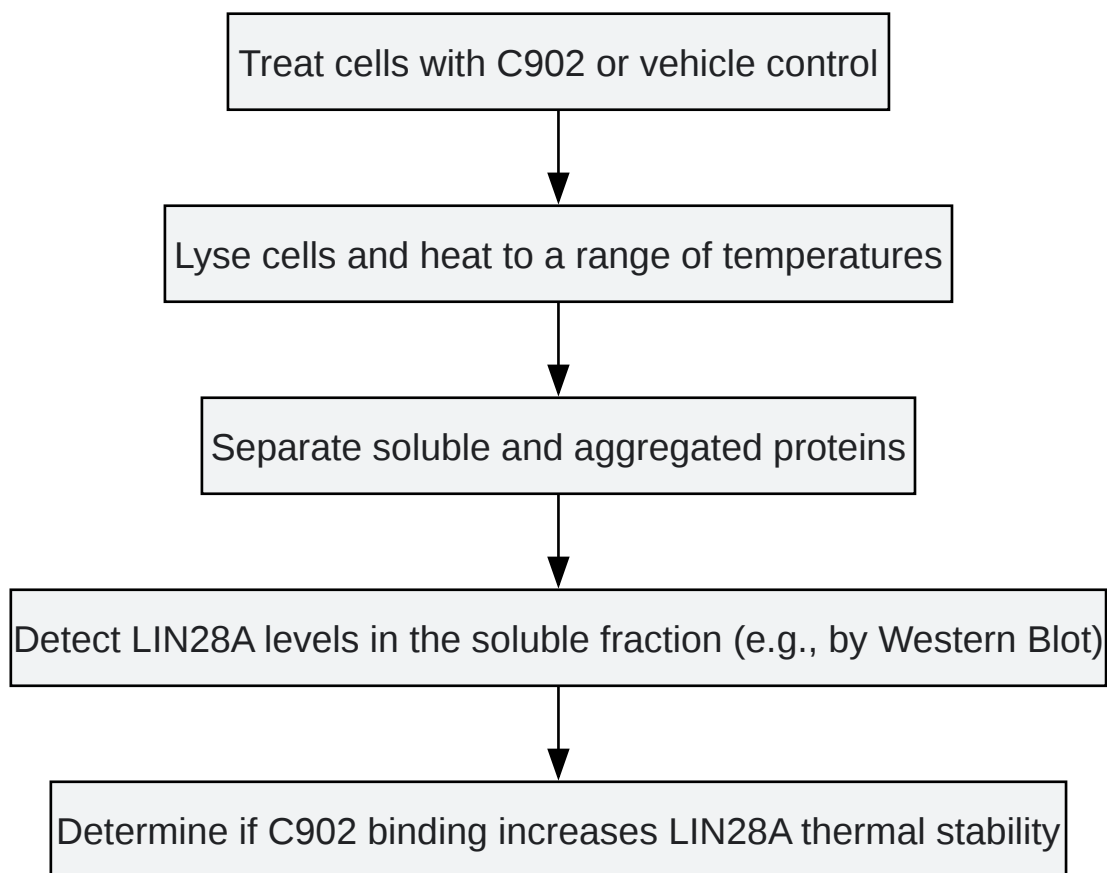 Treat cells with C902 or vehicle control
Lyse cells and heat to a range of temperatures
Separate soluble and aggregated proteins
Detect LIN28A levels in the soluble fraction (e.g., by Western Blot)
Determine if C902 binding increases LIN28A thermal stability